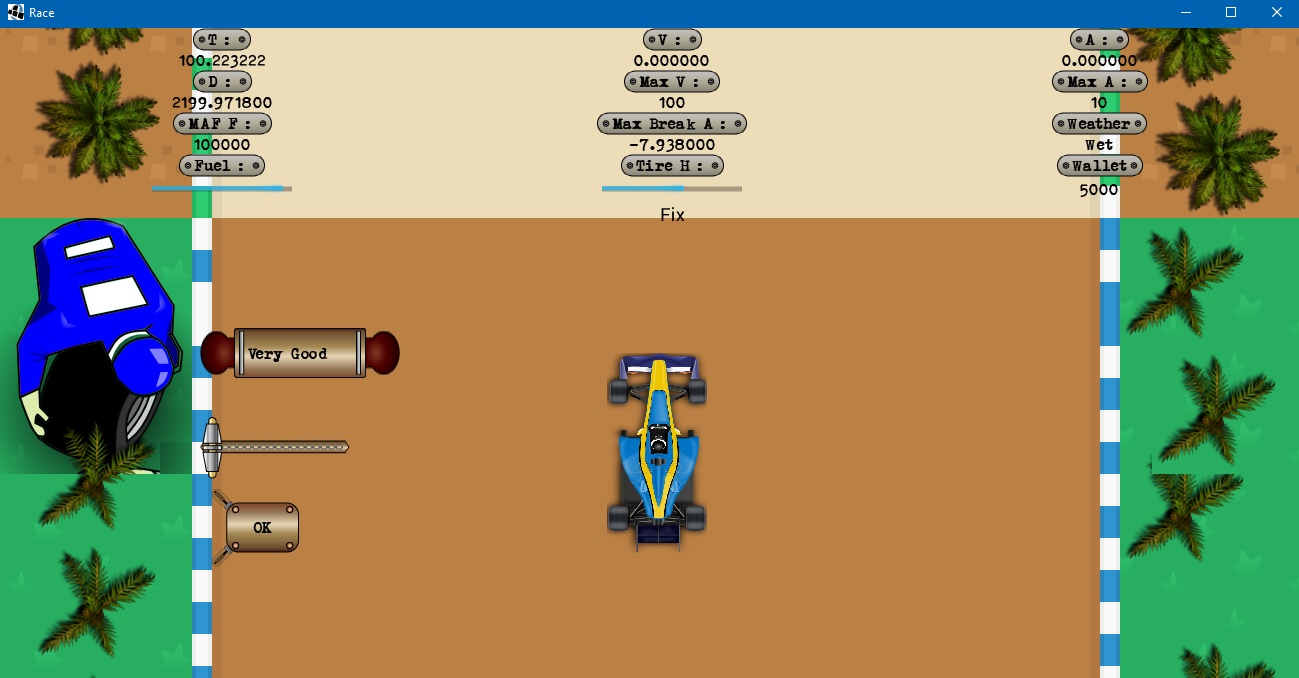 Race
T :
V :
A :
100.223222
0.000000
0.000000
D :
Max V :
Max A :
2199.971800
100
10
MAF F :
Max Break A :
Weather
100000
-7.938000
Wet
Fuel :
Tire H :
Wallet
5000
Fix
Very Good
OK